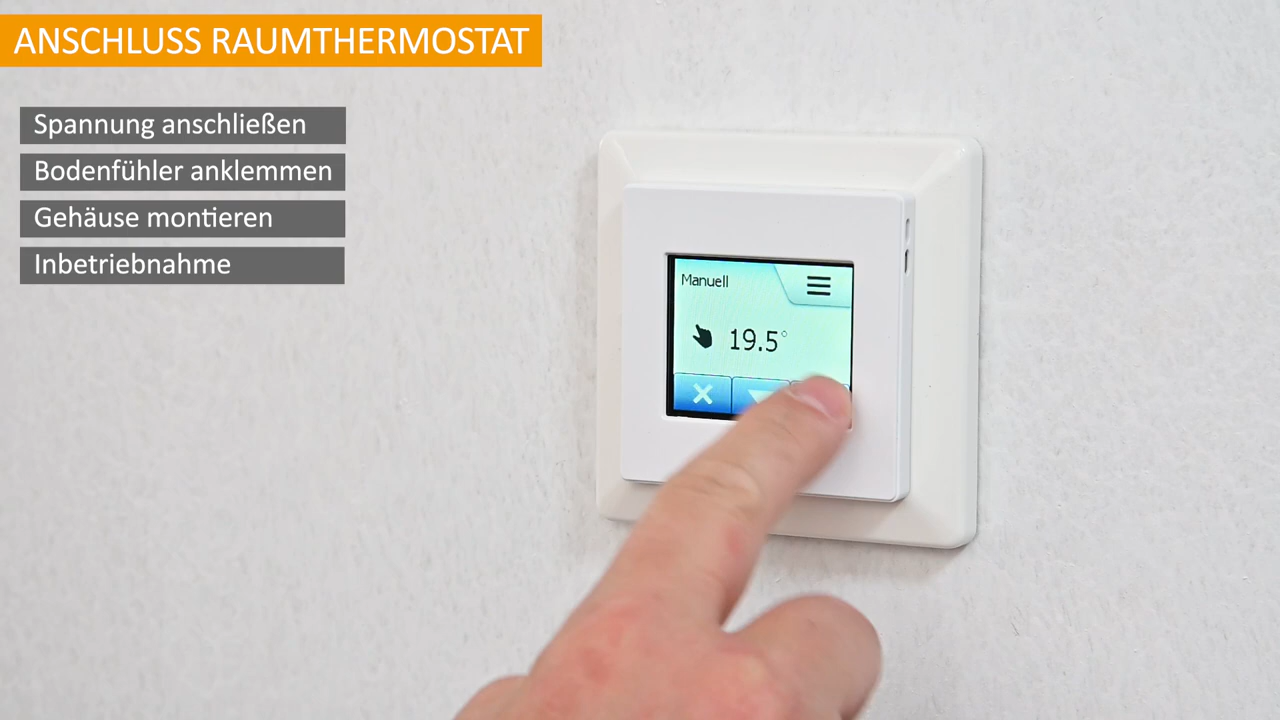 ANSCHLUSS RAUMTHERMOSTAT
Spannung anschließen
Bodenfühler anklemmen
Gehäuse montieren
Inbetriebnahme
Manuell
19.5°